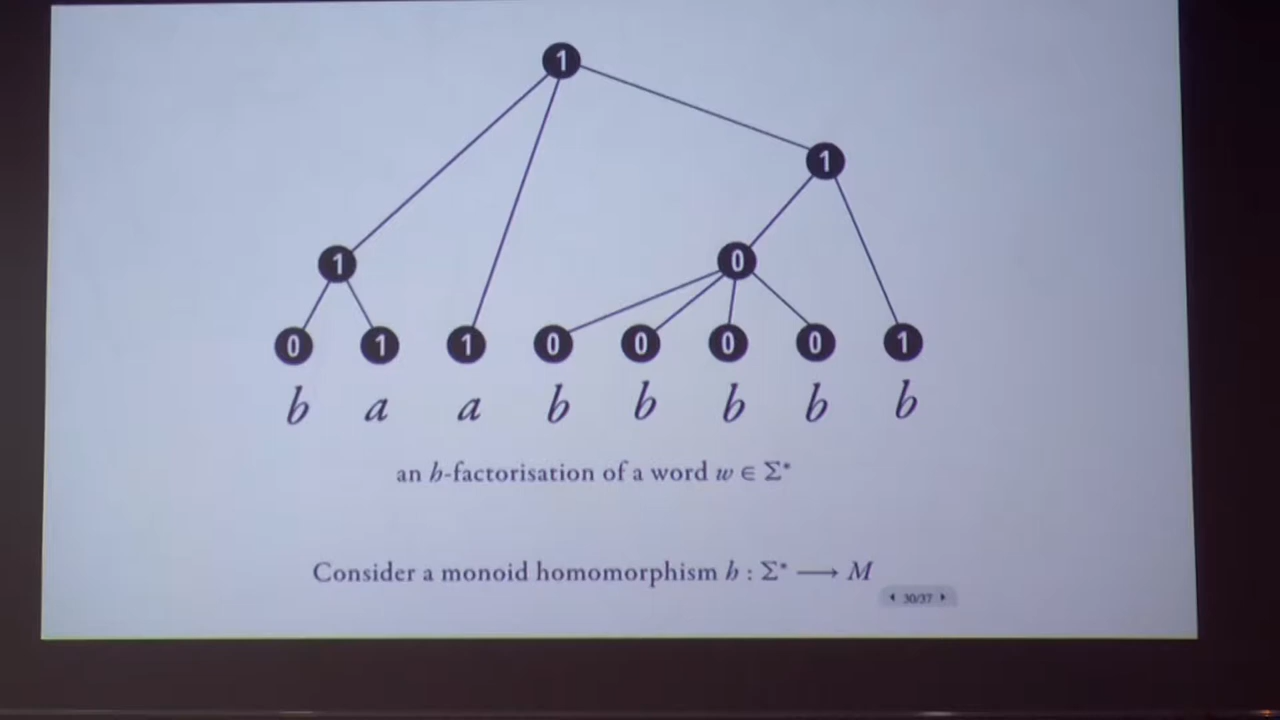 1
1
1
0
0 1 1 0 0 0 0 1
b a a b b b b b
an h-factorisation of a word w ∈ Σ*
Consider a monoid homomorphism h : Σ* ⟶ M
30/37